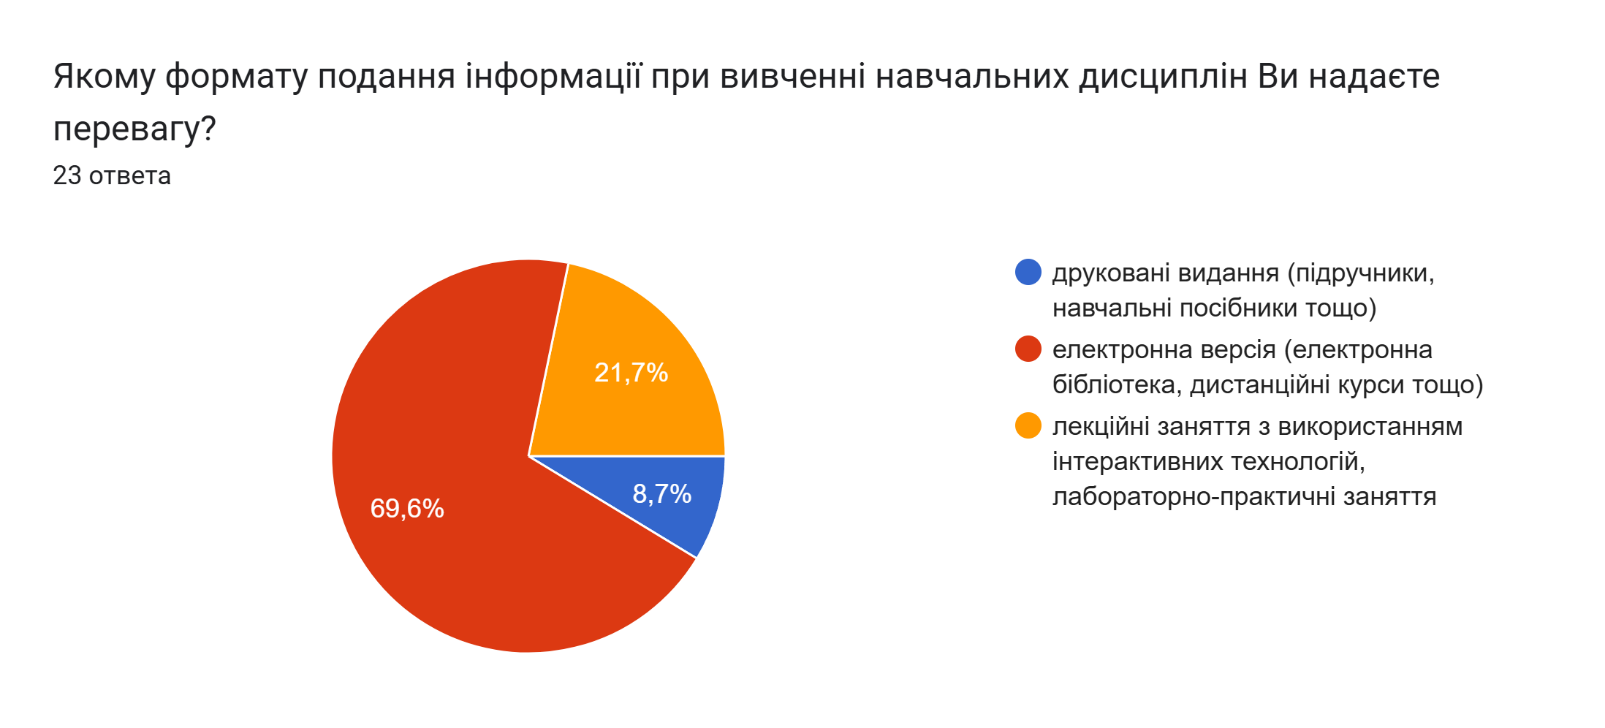 Якому формату подання інформації при вивченні навчальних дисциплін Ви надаєте
перевагу?
23 ответа
21,7%
8,7%
69,6%
друковані видання (підручники,
навчальні посібники тощо)
електронна версія (електронна
бібліотека, дистанційні курси тощо)
лекційні заняття з використанням
інтерактивних технологій,
лабораторно-практичні заняття